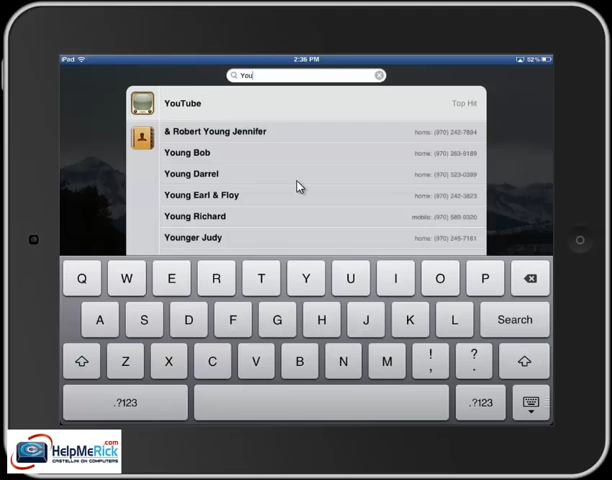 iPad 2:36 PM 52%
You
YouTube Top Hit
& Robert Young Jennifer home: (970) 242-7894
Young Bob home: (970) 263-9189
Young Darrel home: (970) 523-0399
Young Earl & Floy home: (970) 242-3823
Young Richard mobile: (970) 589-9320
Younger Judy home: (970) 245-7161
Q W E R T Y U I O P
A S D F G H J K L Search
Z X C V B N M ! , ? .
.?123 .?123
HelpMeRick.com
CASTELLINI ON COMPUTERS